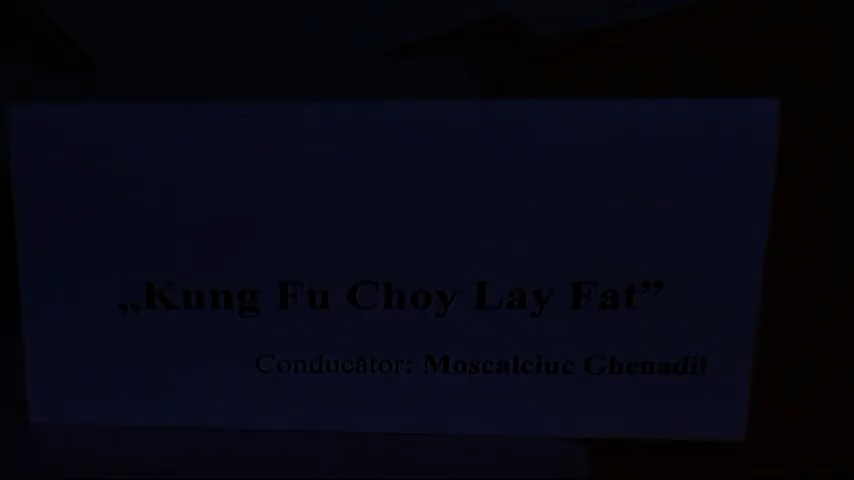 „Kung Fu Choy Lay Fat”
Conducător: Moscalciuc Ghenadii